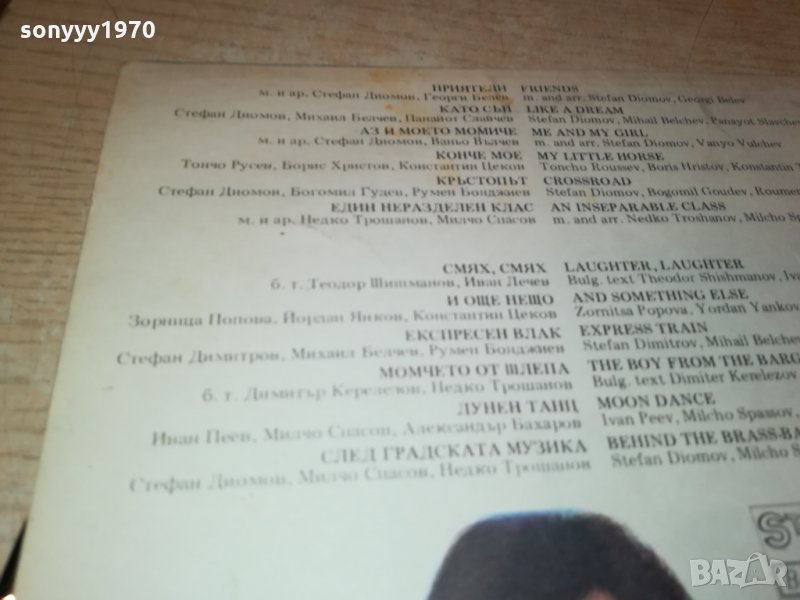 sonyyy1970
ПРИЯТЕЛИ FRIENDS
м. и ар. Стефан Диомов, Георги Белев m. and arr. Stefan Diomov, Georgi Belev
КАТО СЪН LIKE A DREAM
Стефан Диомов, Михаил Белчев, Панайот Славчев Stefan Diomov, Mihail Belchev, Panayot Slavchev
АЗ И МОЕТО МОМИЧЕ ME AND MY GIRL
м. и ар. Стефан Диомов, Ваньо Вълчев m. and arr. Stefan Diomov, Vanyo Vulchev
КОНЧЕ МОЕ MY LITTLE HORSE
Тончо Русев, Борис Христов, Константин Цеков Toncho Roussev, Boris Hristov, Konstantin
КРЪСТОПЪТ CROSSROAD
Стефан Диомов, Богомил Гудев, Румен Бояджиев Stefan Diomov, Bogomil Goudev, Roumen
ЕДИН НЕРАЗДЕЛЕН КЛАС AN INSEPARABLE CLASS
м. и ар. Недко Трошанов, Милчо Спасов m. and arr. Nedko Troshanov, Milcho
СМЯХ, СМЯХ LAUGHTER, LAUGHTER
б. т. Теодор Шишманов, Иван Лечев Bulg. text Theodor Shishmanov,
И ОЩЕ НЕЩО AND SOMETHING ELSE
Зорница Попова, Йордан Янков, Константин Цеков Zornitsa Popova, Yordan Yankov,
ЕКСПРЕСЕН ВЛАК EXPRESS TRAIN
Стефан Димитров, Михаил Белчев, Румен Бояджиев Stefan Dimitrov, Mihail Belchev
МОМЧЕТО ОТ ШЛЕПА THE BOY FROM THE BARG
б. т. Димитър Керелезов, Недко Трошанов Bulg. text Dimiter Kerelezov
ЛУНЕН ТАНЦ MOON DANCE
Иван Пеев, Милчо Спасов, Александър Бахаров Ivan Peev, Milcho Spassov,
СЛЕД ГРАДСКАТА МУЗИКА BEHIND THE BRASS-BA
Стефан Диомов, Милчо Спасов, Недко Трошанов Stefan Diomov, Milcho
BAZAR